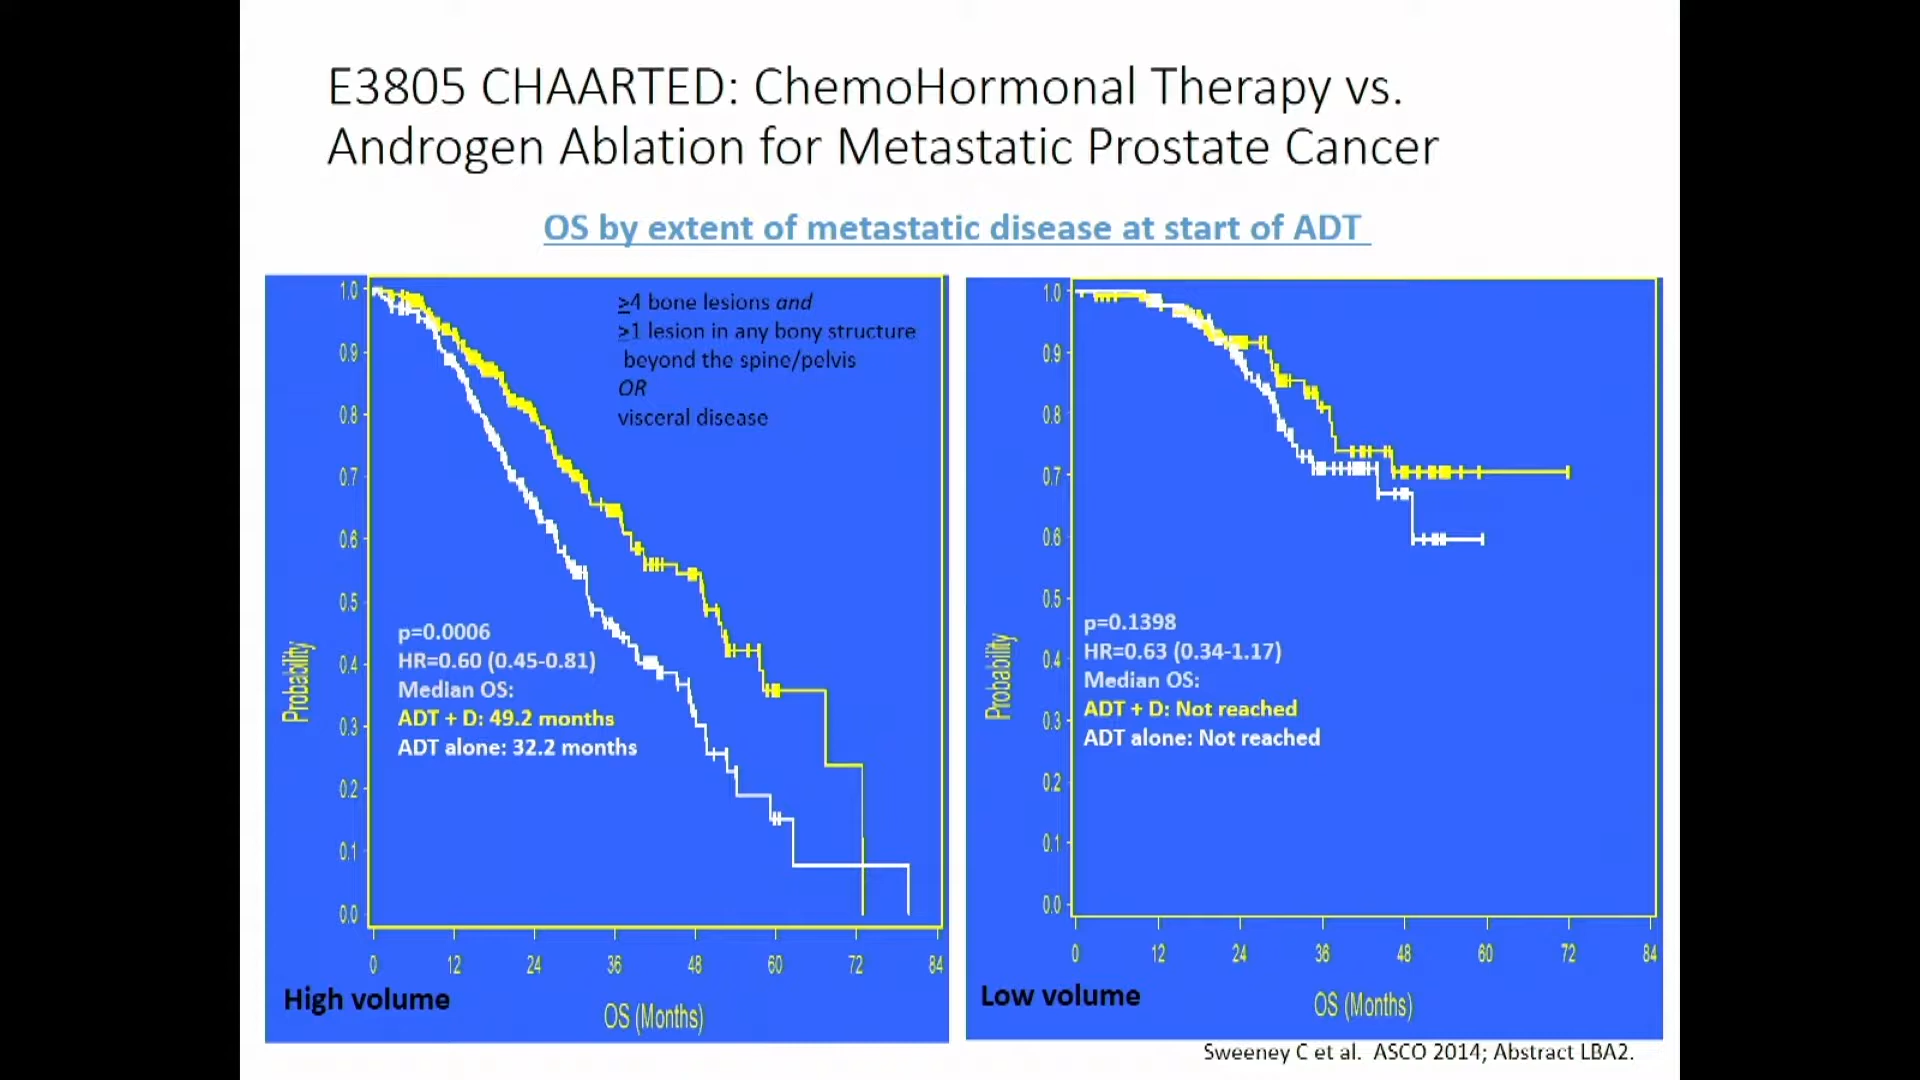 E3805 CHAARTED: ChemoHormonal Therapy vs.
Androgen Ablation for Metastatic Prostate Cancer
OS by extent of metastatic disease at start of ADT
≥4 bone lesions and
≥1 lesion in any bony structure
beyond the spine/pelvis
OR
visceral disease
1.0
0.9
0.8
0.7
0.6
0.5
0.4
0.3
0.2
0.1
0.0
Probability
p=0.0006
HR=0.60 (0.45-0.81)
Median OS:
ADT + D: 49.2 months
ADT alone: 32.2 months
0 12 24 36 48 60 72 84
High volume
OS (Months)
1.0
0.9
0.8
0.7
0.6
0.5
0.4
0.3
0.2
0.1
0.0
Probability
p=0.1398
HR=0.63 (0.34-1.17)
Median OS:
ADT + D: Not reached
ADT alone: Not reached
0 12 24 36 48 60 72 84
Low volume
OS (Months)
Sweeney C et al. ASCO 2014; Abstract LBA2.